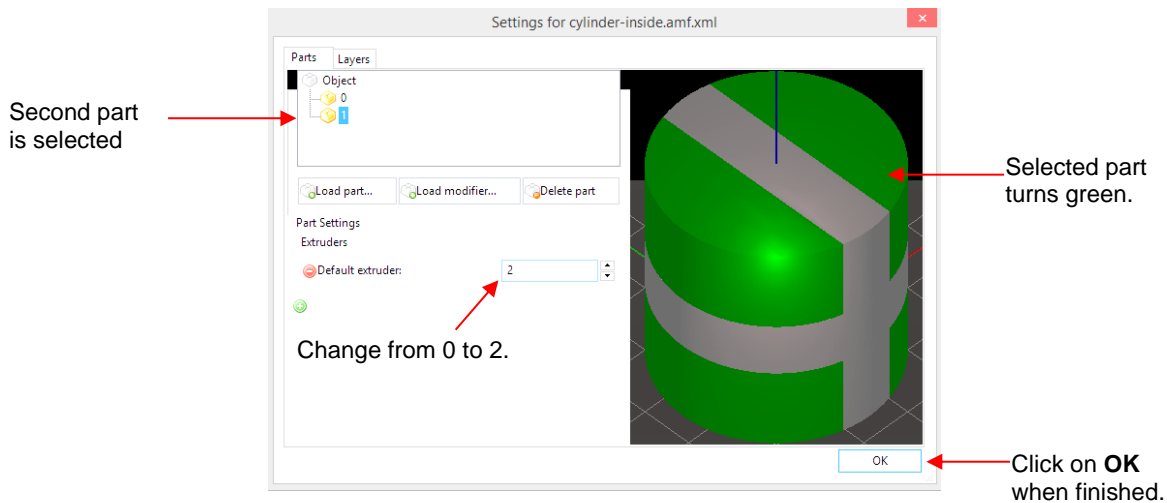 Settings for cylinder-inside.amf.xml
Parts
Layers
Object
0
1
Second part
is selected
Selected part
turns green.
Load part...
Load modifier...
Delete part
Part Settings
Extruders
Default extruder:
2
Change from 0 to 2.
OK
Click on OK
when finished.